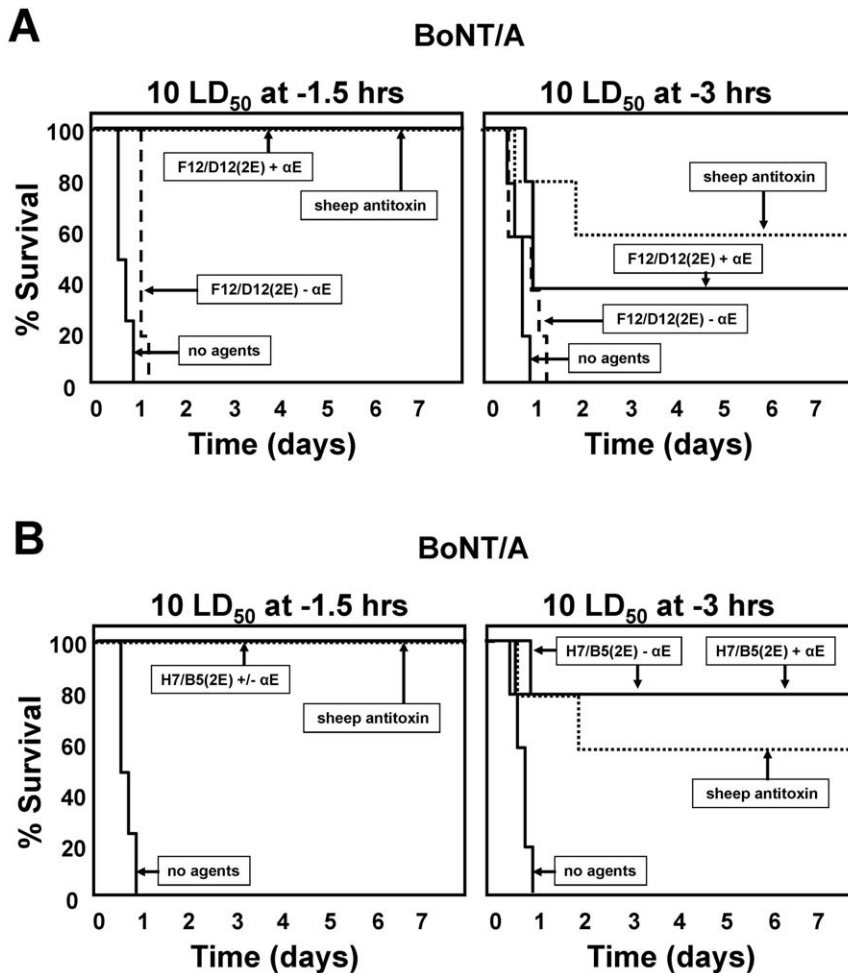 A
BoNT/A
10 LD50 at -1.5 hrs
10 LD50 at -3 hrs
% Survival
100
80
60
40
20
0
F12/D12(2E) + αE
sheep antitoxin
F12/D12(2E) - αE
no agents
sheep antitoxin
F12/D12(2E) + αE
F12/D12(2E) - αE
no agents
0 1 2 3 4 5 6 7
0 1 2 3 4 5 6 7
Time (days)
Time (days)
B
BoNT/A
10 LD50 at -1.5 hrs
10 LD50 at -3 hrs
% Survival
100
80
60
40
20
0
H7/B5(2E) +/- αE
sheep antitoxin
no agents
H7/B5(2E) - αE
H7/B5(2E) + αE
sheep antitoxin
no agents
0 1 2 3 4 5 6 7
0 1 2 3 4 5 6 7
Time (days)
Time (days)